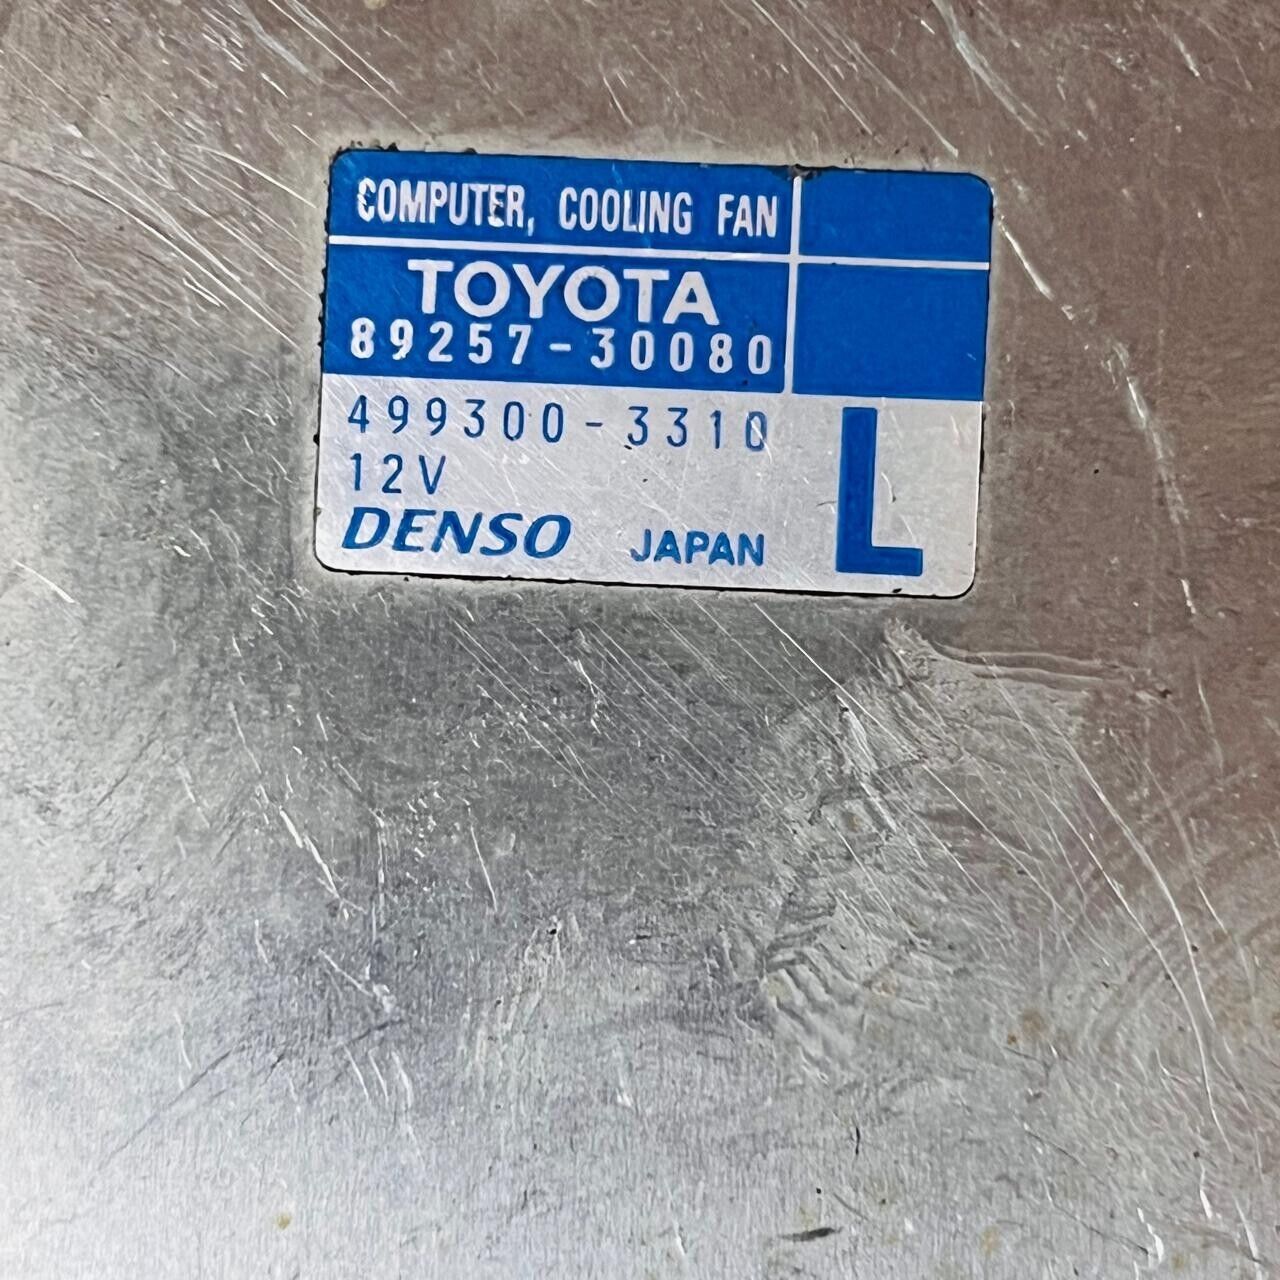 COMPUTER, COOLING FAN
TOYOTA
89257-30080
499300-3310
12V
DENSO JAPAN
L